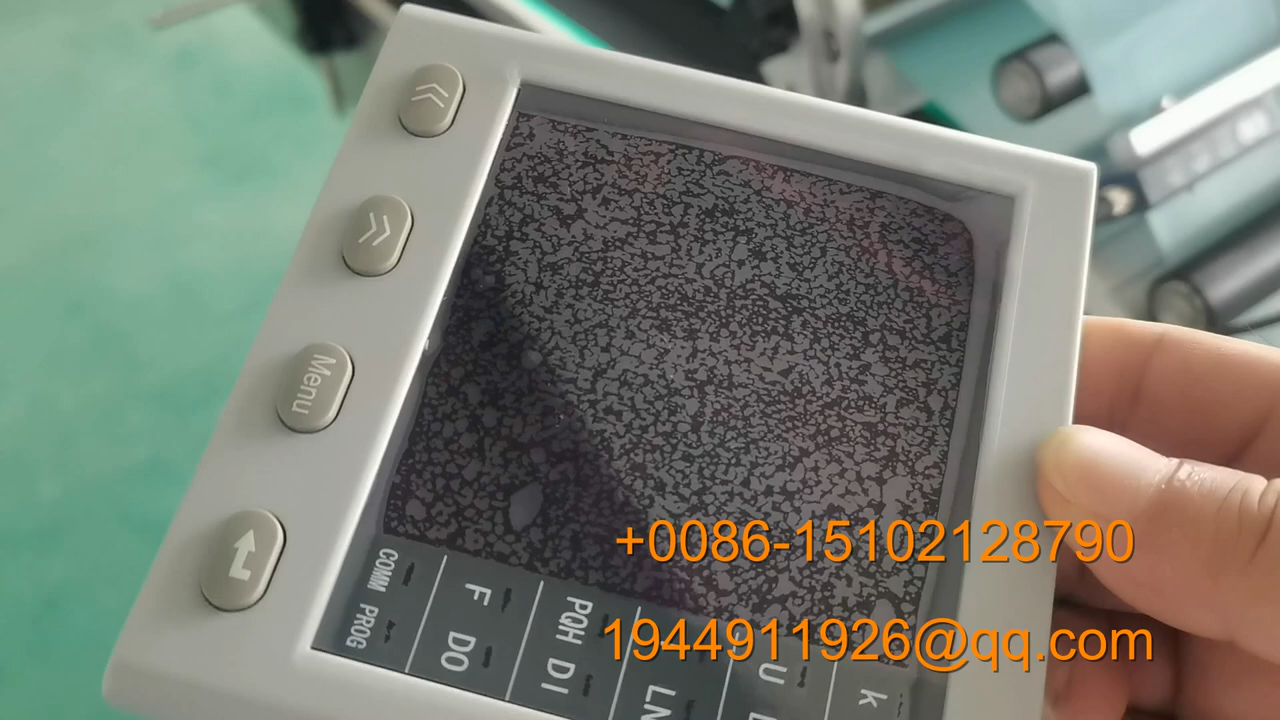 Menu
COMM PROG
F DO
PQH DI
LN
U
k
+0086-15102128790
1944911926@qq.com